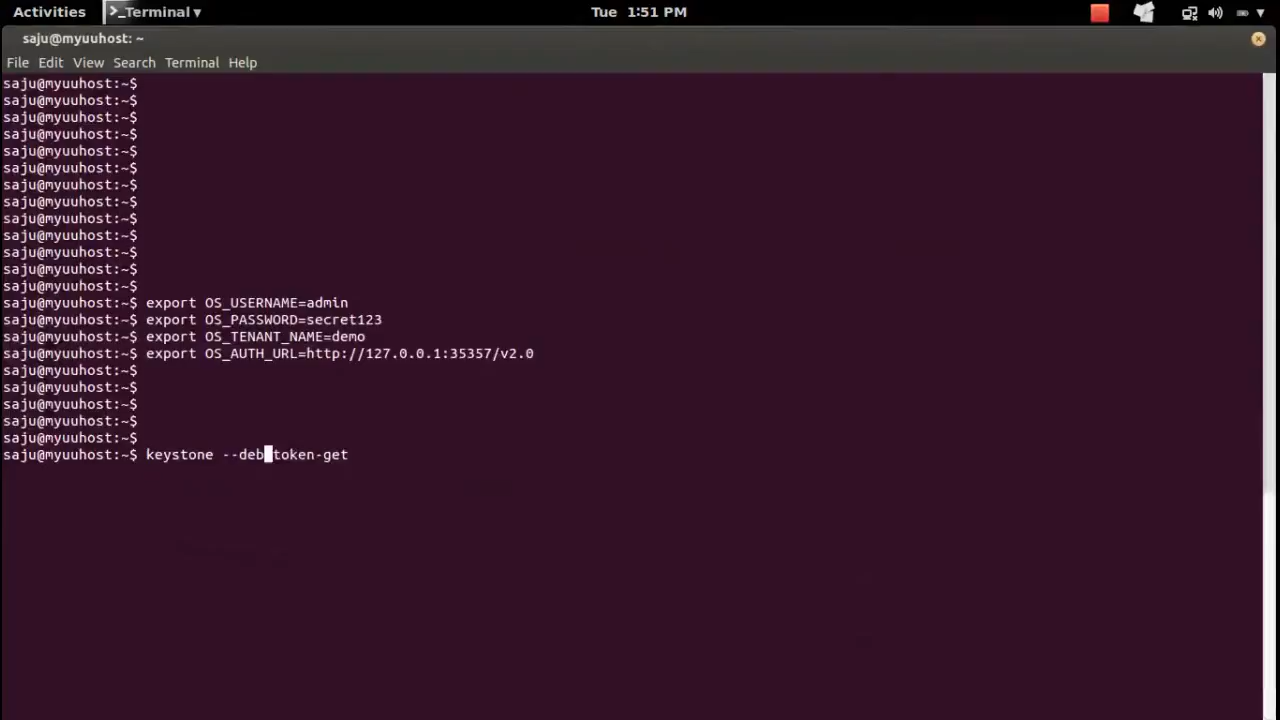 Activities >_Terminal ▾ Tue 1:51 PM
saju@myuuhost: ~
File Edit View Search Terminal Help
saju@myuuhost:~$
saju@myuuhost:~$
saju@myuuhost:~$
saju@myuuhost:~$
saju@myuuhost:~$
saju@myuuhost:~$
saju@myuuhost:~$
saju@myuuhost:~$
saju@myuuhost:~$
saju@myuuhost:~$
saju@myuuhost:~$
saju@myuuhost:~$
saju@myuuhost:~$
saju@myuuhost:~$ export OS_USERNAME=admin
saju@myuuhost:~$ export OS_PASSWORD=secret123
saju@myuuhost:~$ export OS_TENANT_NAME=demo
saju@myuuhost:~$ export OS_AUTH_URL=http://127.0.0.1:35357/v2.0
saju@myuuhost:~$
saju@myuuhost:~$
saju@myuuhost:~$
saju@myuuhost:~$
saju@myuuhost:~$
saju@myuuhost:~$ keystone --deb token-get